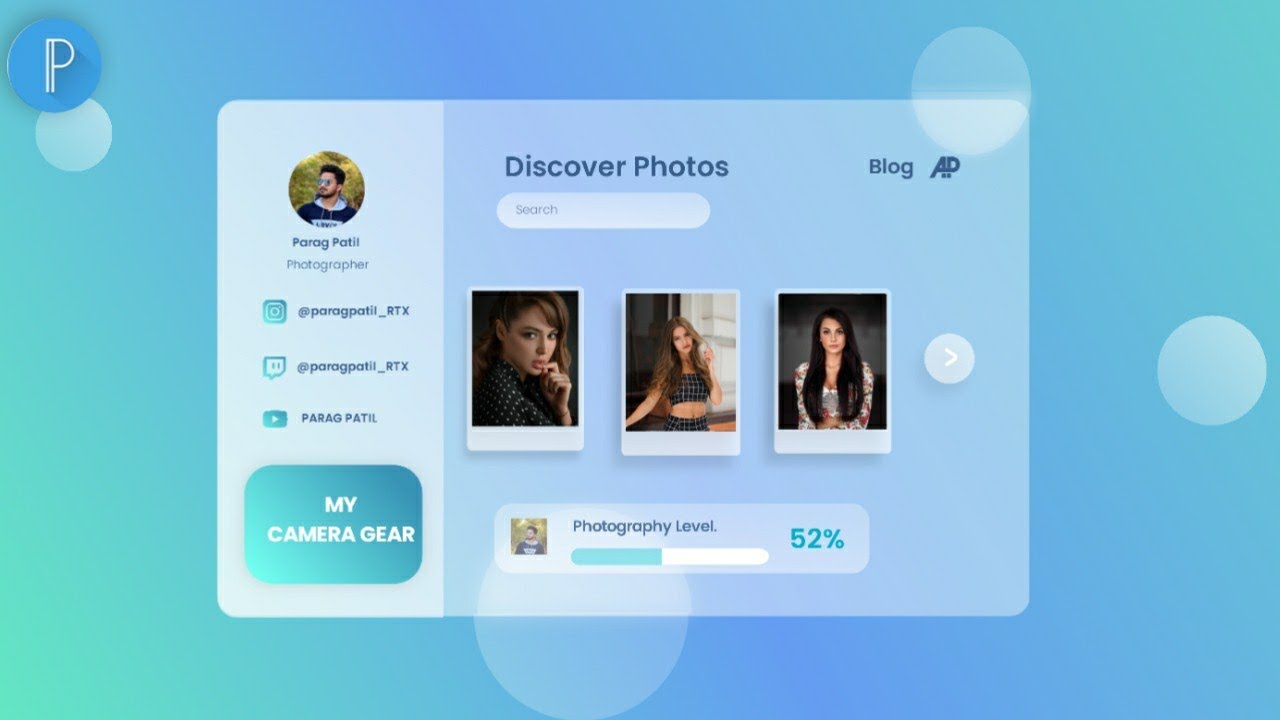 P
Parag Patil
Photographer
@paragpatil_RTX
@paragpatil_RTX
PARAG PATIL
MY
CAMERA GEAR
Discover Photos
Blog
AP
Search
>
Photography Level.
52%